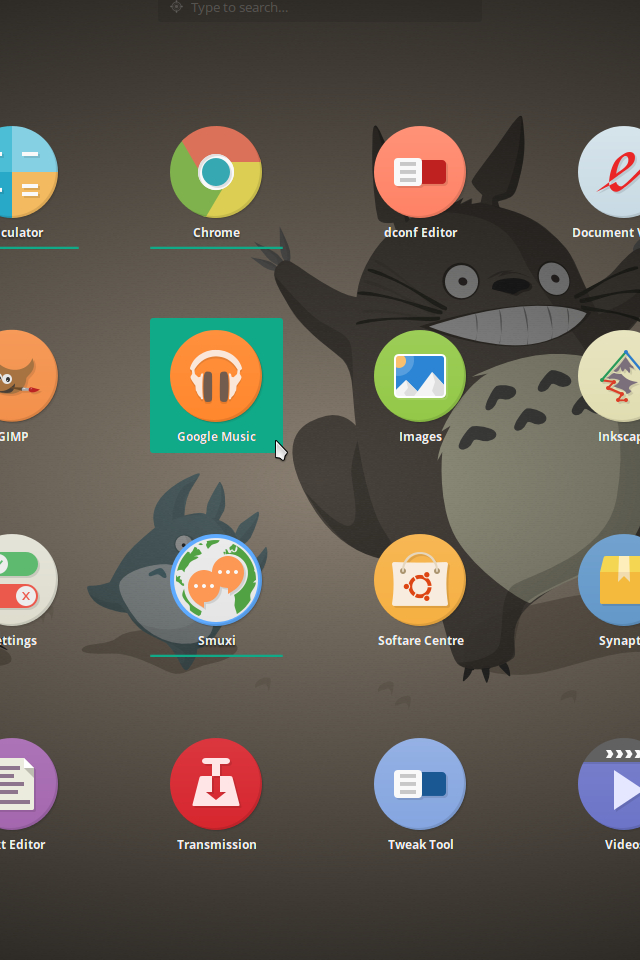 Type to search...
culator
Chrome
dconf Editor
Document V
GIMP
Google Music
Images
Inkscap
ettings
Smuxi
Softare Centre
Synapt
t Editor
Transmission
Tweak Tool
Videos